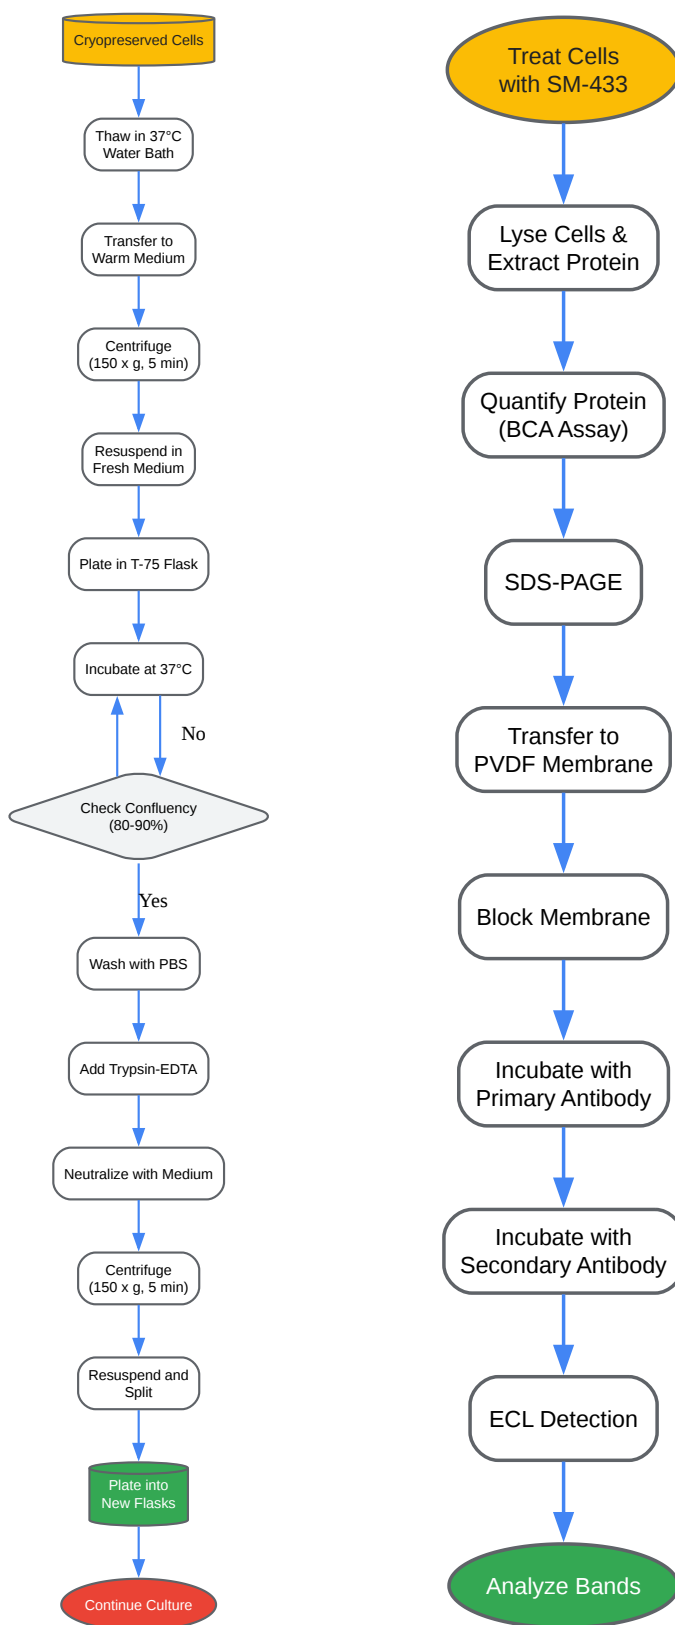 Cryopreserved Cells
Thaw in 37°C
Water Bath
Transfer to
Warm Medium
Centrifuge
(150 x g, 5 min)
Resuspend in
Fresh Medium
Plate in T-75 Flask
Incubate at 37°C
No
Check Confluency
(80-90%)
Yes
Wash with PBS
Add Trypsin-EDTA
Neutralize with Medium
Centrifuge
(150 x g, 5 min)
Resuspend and
Split
Plate into
New Flasks
Continue Culture
Treat Cells
with SM-433
Lyse Cells &
Extract Protein
Quantify Protein
(BCA Assay)
SDS-PAGE
Transfer to
PVDF Membrane
Block Membrane
Incubate with
Primary Antibody
Incubate with
Secondary Antibody
ECL Detection
Analyze Bands